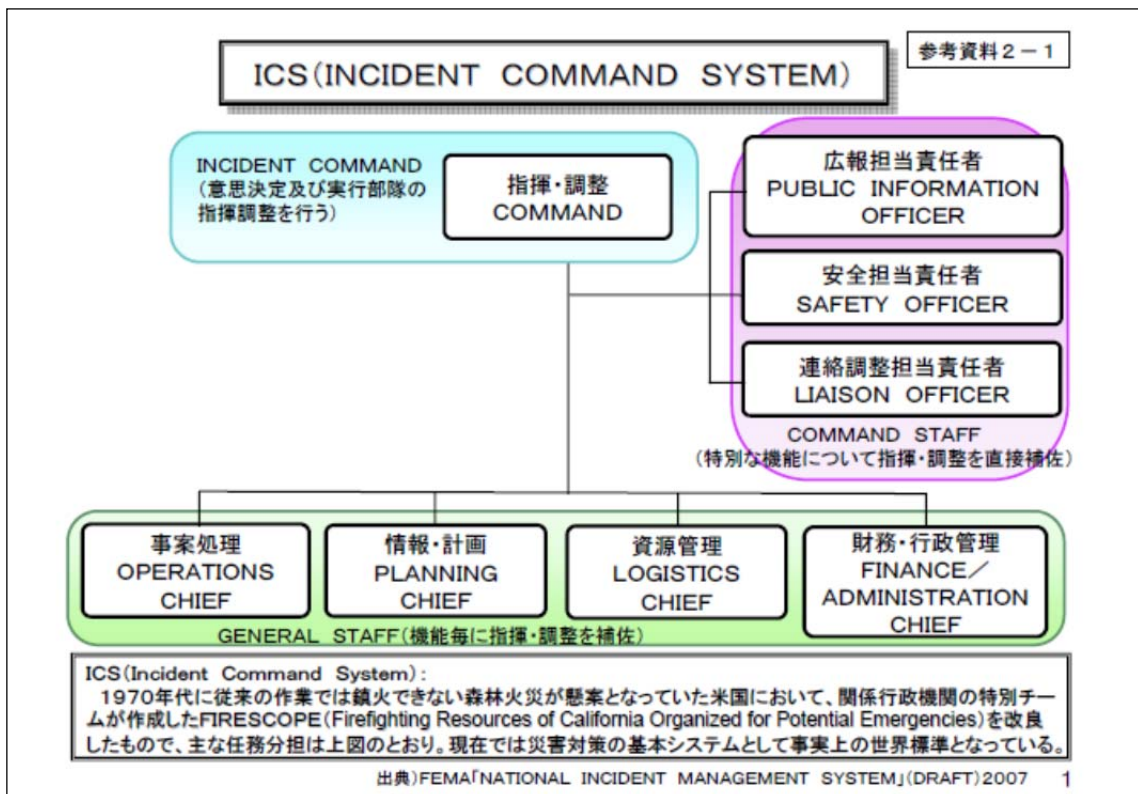 参考資料2-1
ICS(INCIDENT COMMAND SYSTEM)
INCIDENT COMMAND
(意思決定及び実行部隊の
指揮調整を行う)
指揮・調整
COMMAND
広報担当責任者
PUBLIC INFORMATION
OFFICER
安全担当責任者
SAFETY OFFICER
連絡調整担当責任者
LIAISON OFFICER
COMMAND STAFF
(特別な機能について指揮・調整を直接補佐)
事案処理
OPERATIONS
CHIEF
情報・計画
PLANNING
CHIEF
資源管理
LOGISTICS
CHIEF
財務・行政管理
FINANCE/
ADMINISTRATION
CHIEF
GENERAL STAFF(機能毎に指揮・調整を補佐)
ICS(Incident Command System):
1970年代に従来の作業では鎮火できない森林火災が懸案となっていた米国において、関係行政機関の特別チー
ムが作成したFIRESCOPE(Firefighting Resources of California Organized for Potential Emergencies)を改良
したもので、主な任務分担は上図のとおり。現在では災害対策の基本システムとして事実上の世界標準となっている。
出典)FEMA「NATIONAL INCIDENT MANAGEMENT SYSTEM」(DRAFT)2007 1